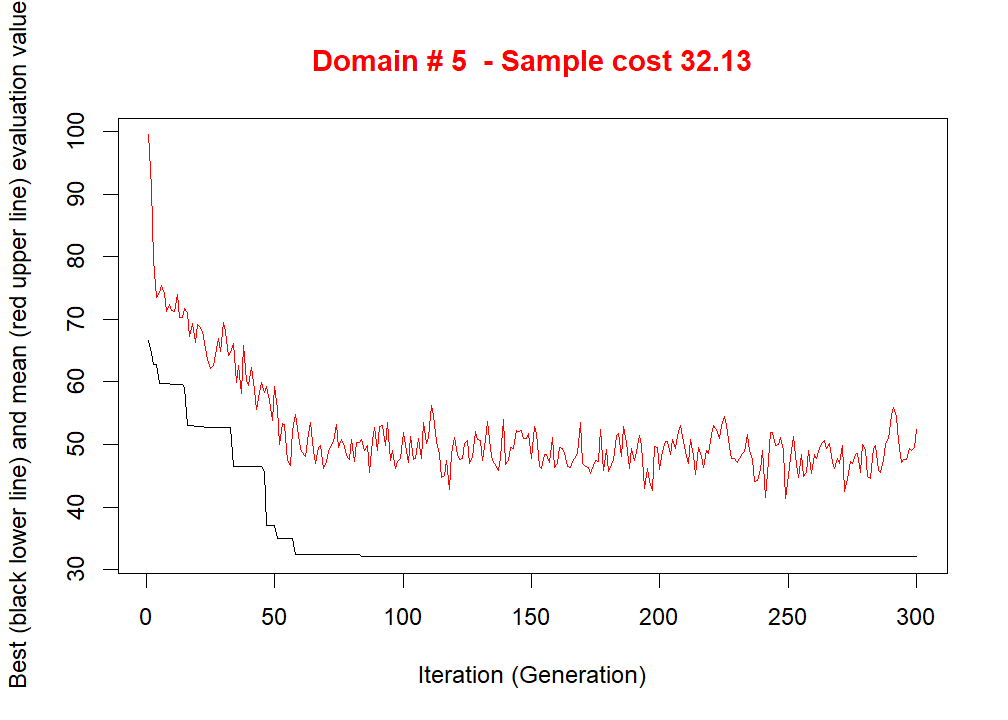 Domain # 5  - Sample cost 32.13
Best (black lower line) and mean (red upper line) evaluation value
100
90
80
70
60
50
40
30
0 50 100 150 200 250 300
Iteration (Generation)